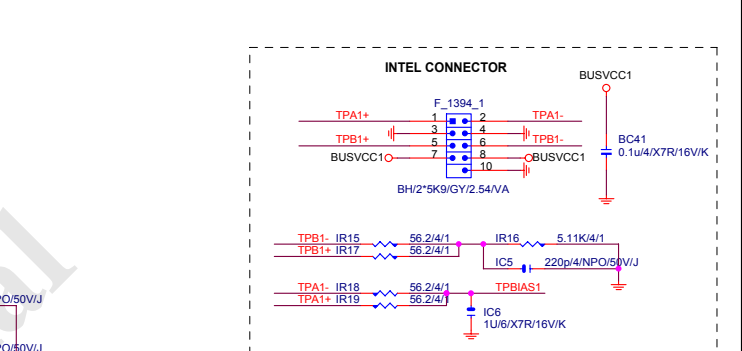 INTEL CONNECTOR
BUSVCC1
F_1394_1
TPA1+ 1 2 TPA1-
3 4
TPB1+ 5 6 TPB1-
BUSVCC1 7 8 BUSVCC1
10
BH/2*5K9/GY/2.54/VA
BC41
0.1u/4/X7R/16V/K
TPB1- IR15 56.2/4/1 IR16 5.11K/4/1
TPB1+ IR17 56.2/4/1
IC5 220p/4/NPO/50V/J
TPA1- IR18 56.2/4/1 TPBIAS1
TPA1+ IR19 56.2/4/1
IC6
1U/6/X7R/16V/K
al
PO/50V/J
PO/50V/J